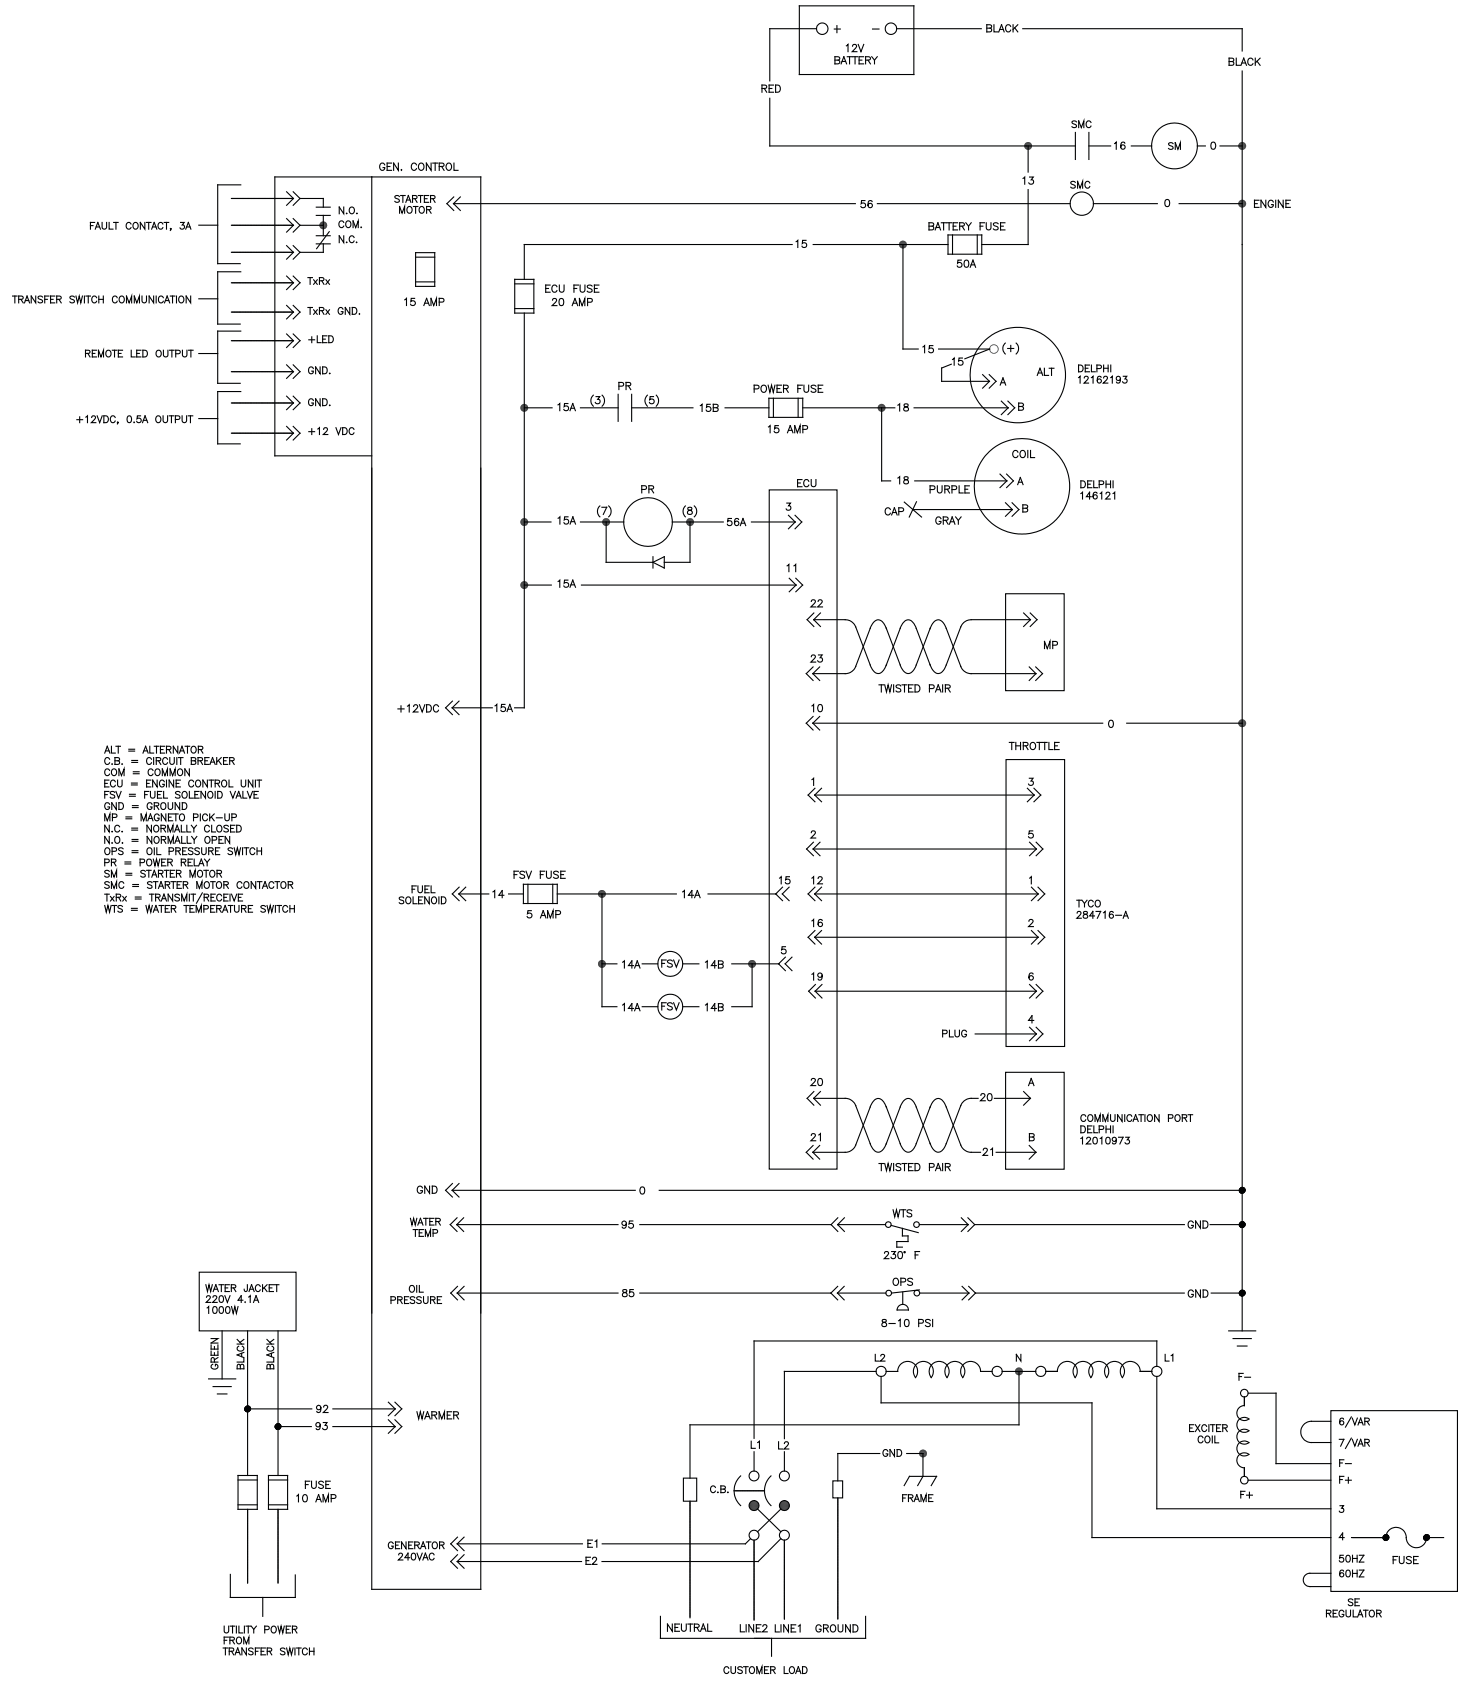 + −
12V
BATTERY
BLACK
BLACK
RED
SMC
16
SM
0
13
GEN. CONTROL
STARTER
MOTOR
56
SMC
0
ENGINE
FAULT CONTACT, 3A
N.O.
COM.
N.C.
15
BATTERY FUSE
50A
TRANSFER SWITCH COMMUNICATION
TxRx
TxRx GND.
15 AMP
ECU FUSE
20 AMP
REMOTE LED OUTPUT
+LED
GND.
15
(+)
15
A
ALT
B
DELPHI
12162193
+12VDC, 0.5A OUTPUT
GND.
+12 VDC
15A
(3)
PR
(5)
15B
POWER FUSE
15 AMP
18
COIL
18
PURPLE
A
CAP
GRAY
B
DELPHI
146121
ECU
15A
(7)
PR
(8)
56A
3
15A
11
22
23
TWISTED PAIR
MP
+12VDC
15A
10
0
ALT = ALTERNATOR
C.B. = CIRCUIT BREAKER
COM = COMMON
ECU = ENGINE CONTROL UNIT
FSV = FUEL SOLENOID VALVE
GND = GROUND
MP = MAGNETO PICK-UP
N.C. = NORMALLY CLOSED
N.O. = NORMALLY OPEN
OPS = OIL PRESSURE SWITCH
PR = POWER RELAY
SM = STARTER MOTOR
SMC = STARTER MOTOR CONTACTOR
TxRx = TRANSMIT/RECEIVE
WTS = WATER TEMPERATURE SWITCH
THROTTLE
1
3
2
5
FUEL
SOLENOID
14
FSV FUSE
5 AMP
14A
15
12
1
TYCO
284716-A
16
2
14A
FSV
14B
5
19
6
14A
FSV
14B
PLUG
4
20
20
A
21
21
B
TWISTED PAIR
COMMUNICATION PORT
DELPHI
12010973
GND
0
WATER
TEMP
95
WTS
230° F
GND
OIL
PRESSURE
85
OPS
8-10 PSI
GND
WATER JACKET
220V 4.1A
1000W
GREEN
BLACK
BLACK
92
93
WARMER
FUSE
10 AMP
L2
N
L1
L1
L2
C.B.
GND
FRAME
F-
EXCITER
COIL
F+
6/VAR
7/VAR
F-
F+
3
4
FUSE
50HZ
60HZ
SE
REGULATOR
GENERATOR
240VAC
E1
E2
UTILITY POWER
FROM
TRANSFER SWITCH
NEUTRAL
LINE2
LINE1
GROUND
CUSTOMER LOAD